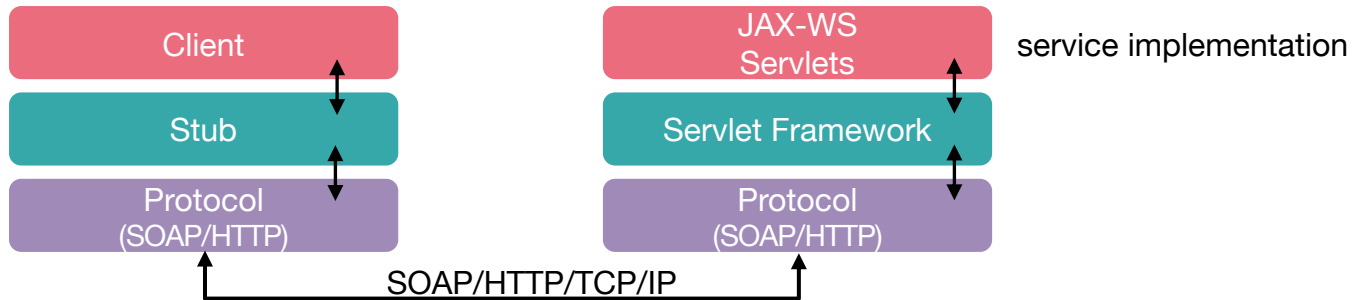 Client
Stub
Protocol
(SOAP/HTTP)
JAX-WS
Servlets
service implementation
Servlet Framework
Protocol
(SOAP/HTTP)
SOAP/HTTP/TCP/IP